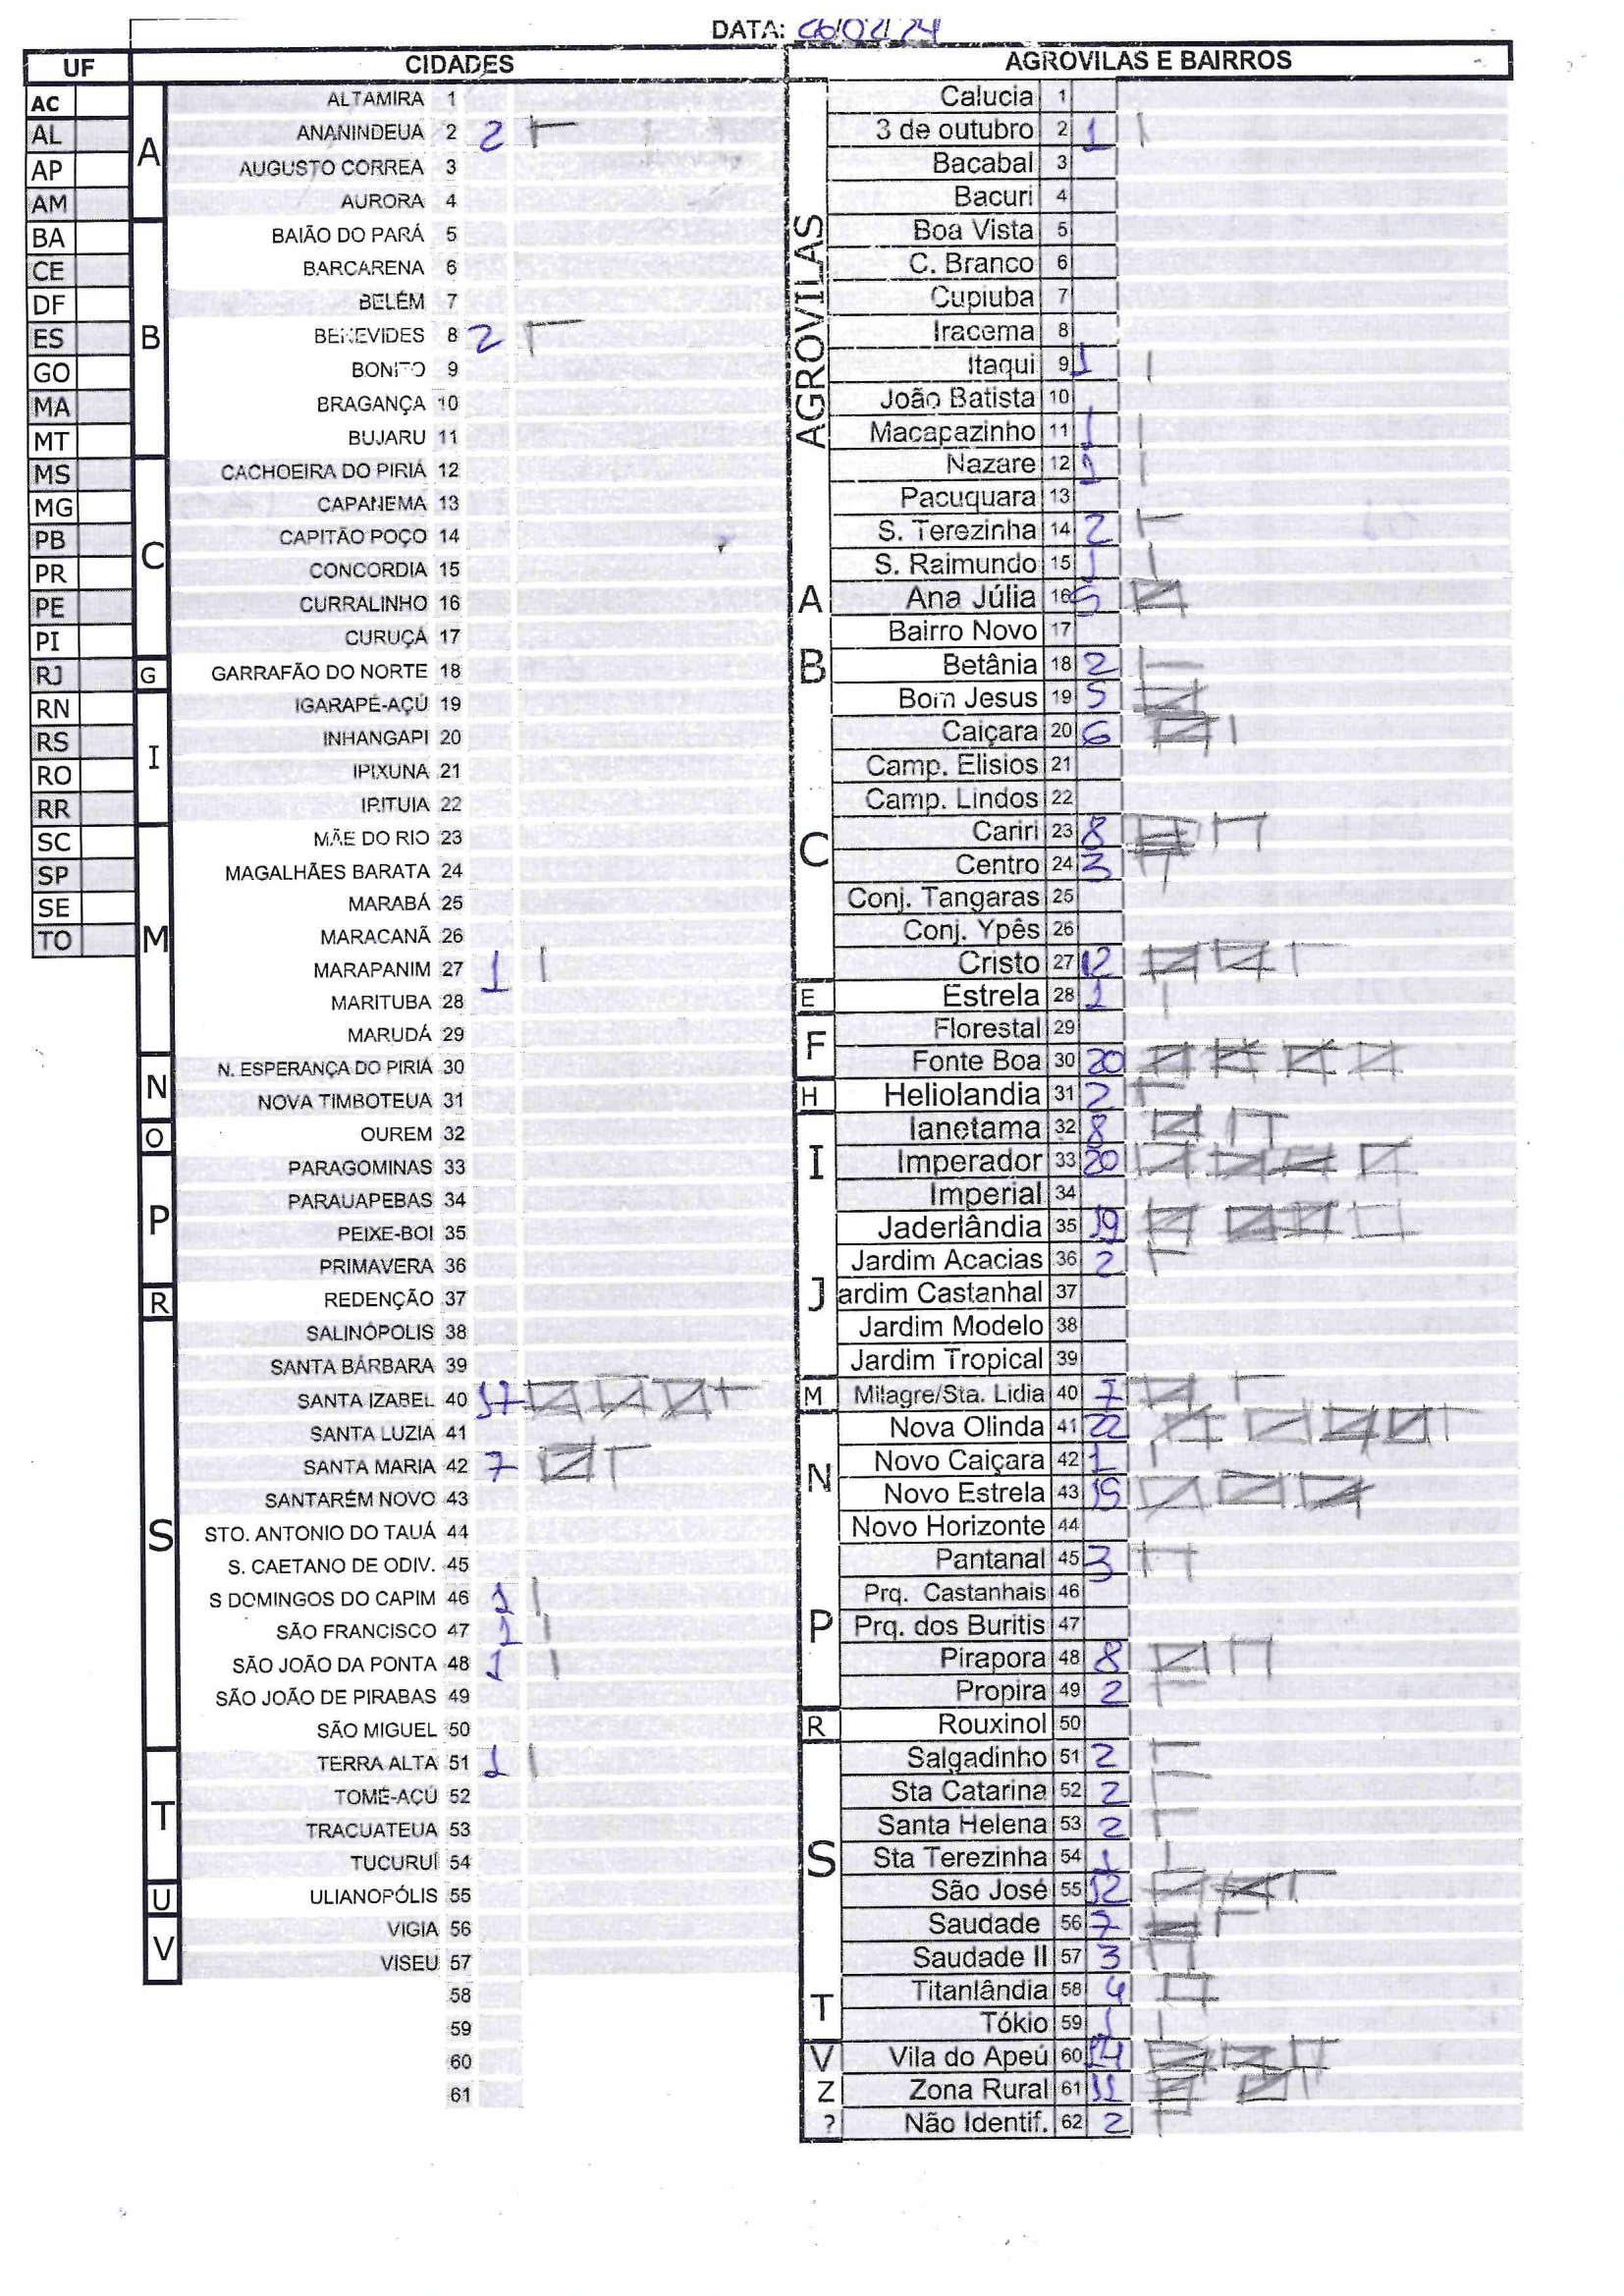 DATA: 06/02/24
UF CIDADES AGROVILAS E BAIRROS
AC
AL
AP
AM
BA
CE
DF
ES
GO
MA
MT
MS
MG
PB
PR
PE
PI
RJ
RN
RS
RO
RR
SC
SP
SE
TO
A
ALTAMIRA 1
ANANINDEUA 2 2
AUGUSTO CORREA 3
AURORA 4
B
BAIÃO DO PARÁ 5
BARCARENA 6
BELÉM 7
BENEVIDES 8 2
BONITO 9
BRAGANÇA 10
BUJARU 11
C
CACHOEIRA DO PIRIÁ 12
CAPANEMA 13
CAPITÃO POÇO 14
CONCORDIA 15
CURRALINHO 16
CURUÇÁ 17
G
GARRAFÃO DO NORTE 18
I
IGARAPÉ-AÇÚ 19
INHANGAPI 20
IPIXUNA 21
IRITUIA 22
M
MÃE DO RIO 23
MAGALHÃES BARATA 24
MARABÁ 25
MARACANÃ 26
MARAPANIM 27 1
MARITUBA 28
MARUDÁ 29
N
N. ESPERANÇA DO PIRIÁ 30
NOVA TIMBOTEUA 31
O
OUREM 32
P
PARAGOMINAS 33
PARAUAPEBAS 34
PEIXE-BOI 35
PRIMAVERA 36
R
REDENÇÃO 37
S
SALINÓPOLIS 38
SANTA BÁRBARA 39
SANTA IZABEL 40 17
SANTA LUZIA 41
SANTA MARIA 42 7
SANTARÉM NOVO 43
STO. ANTONIO DO TAUÁ 44
S. CAETANO DE ODIV. 45
S DOMINGOS DO CAPIM 46 1
SÃO FRANCISCO 47 1
SÃO JOÃO DA PONTA 48 1
SÃO JOÃO DE PIRABAS 49
SÃO MIGUEL 50
T
TERRA ALTA 51 1
TOMÉ-AÇÚ 52
TRACUATEUA 53
TUCURUÍ 54
U
ULIANOPÓLIS 55
V
VIGIA 56
VISEU 57
58
59
60
61
AGROVILAS
Calucia 1
3 de outubro 2 1
Bacabal 3
Bacuri 4
Boa Vista 5
C. Branco 6
Cupiuba 7
Iracema 8
Itaqui 9 1
João Batista 10
Macapazinho 11 1
Nazare 12 1
Pacuquara 13
S. Terezinha 14 2
S. Raimundo 15 1
A
Ana Júlia 16 5
B
Bairro Novo 17
Betânia 18 2
Bom Jesus 19 5
C
Caiçara 20 6
Camp. Elisios 21
Camp. Lindos 22
Cariri 23 8
Centro 24 3
Conj. Tangaras 25
Conj. Ypês 26
Cristo 27 12
E
Estrela 28 1
F
Florestal 29
Fonte Boa 30 20
H
Heliolandia 31 2
I
Ianetama 32 8
Imperador 33 20
Imperial 34
J
Jaderlândia 35 19
Jardim Acacias 36 2
ardim Castanhal 37
Jardim Modelo 38
Jardim Tropical 39
M
Milagre/Sta. Lidia 40 7
N
Nova Olinda 41 22
Novo Caiçara 42 1
Novo Estrela 43 15
Novo Horizonte 44
P
Pantanal 45 3
Prq. Castanhais 46
Prq. dos Buritis 47
Pirapora 48 8
Propira 49 2
R
Rouxinol 50
S
Salgadinho 51 2
Sta Catarina 52 2
Santa Helena 53 2
Sta Terezinha 54 1
São José 55 12
Saudade 56 7
Saudade II 57 3
T
Titanlândia 58 4
Tókio 59 1
V
Vila do Apeú 60 14
Z
Zona Rural 61 11
?
Não Identif. 62 2